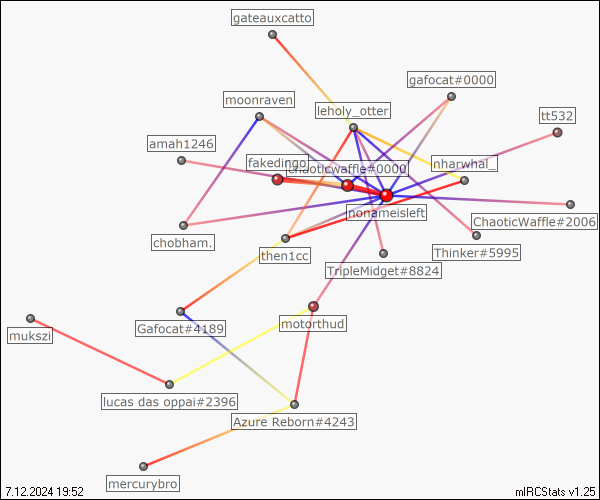 gateauxcatto
gafocat#0000
moonraven
leholy_otter
tt532
amah1246
fakedingo
chaoticwaffle#0000
nharwhal_
nonameisleft
ChaoticWaffle#2006
chobham.
then1cc
Thinker#5995
TripleMidget#8824
Gafocat#4189
motorthud
mukszi
lucas das oppai#2396
Azure Reborn#4243
mercurybro
7.12.2024 19:52
mIRCStats v1.25